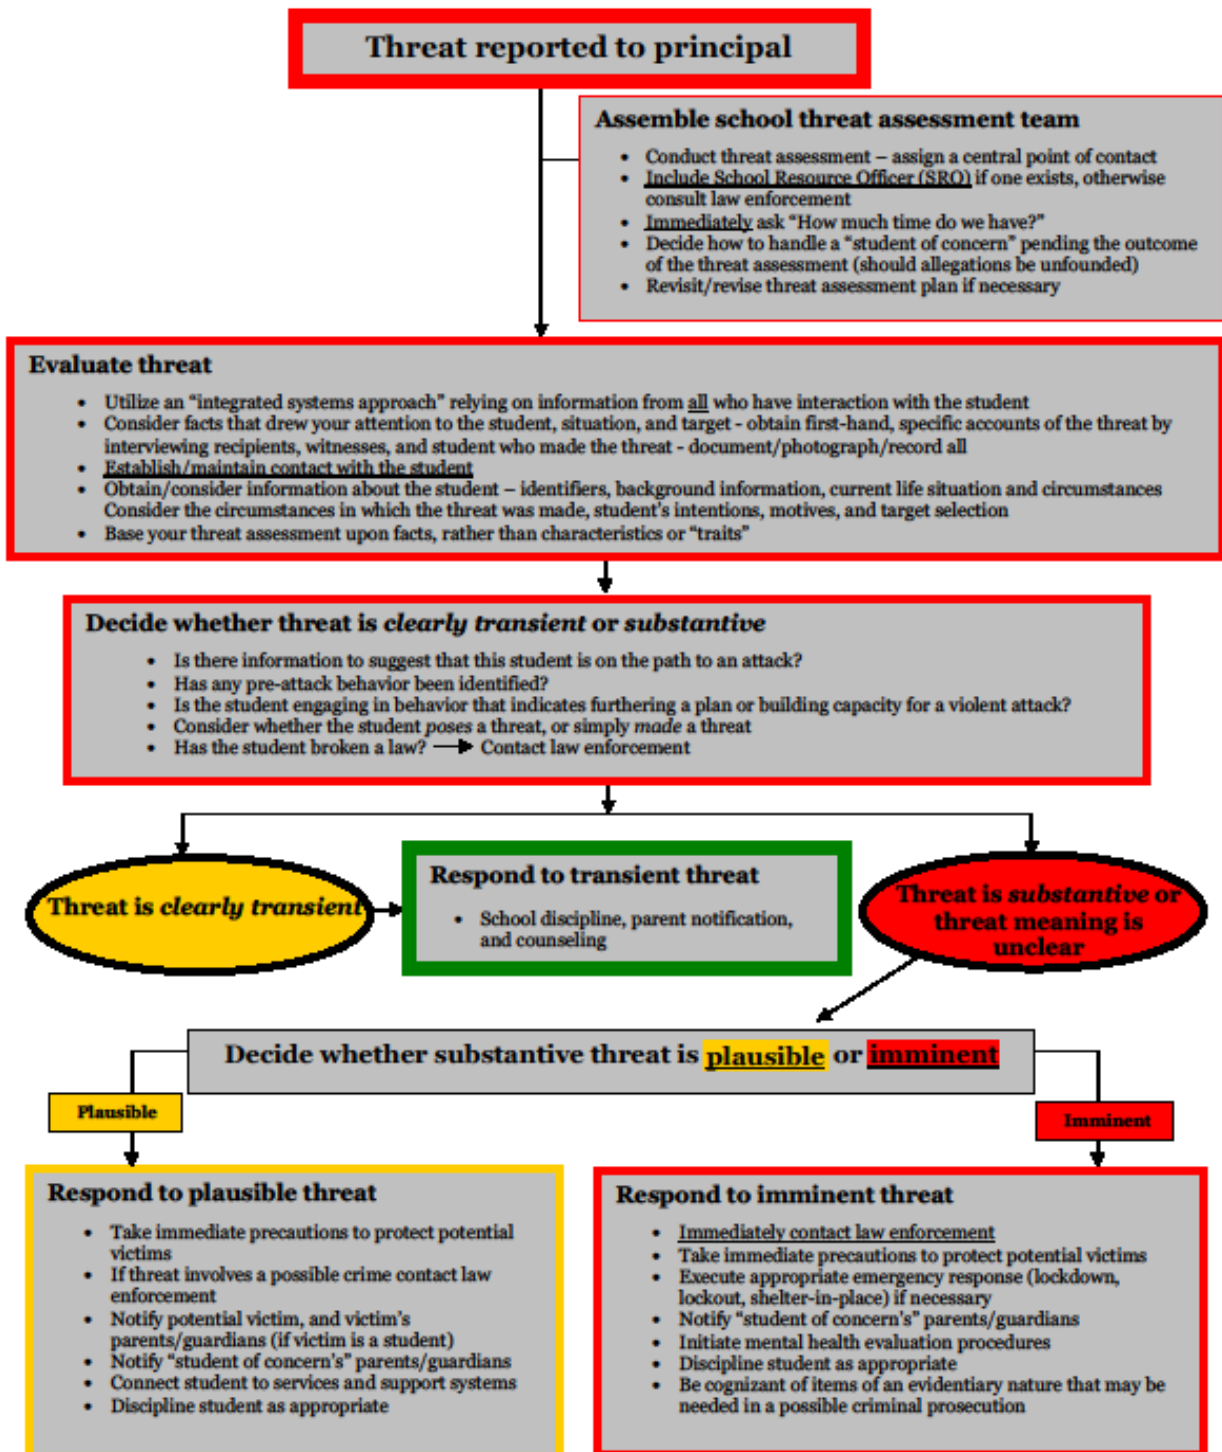 Threat reported to principal
Assemble school threat assessment team
• Conduct threat assessment – assign a central point of contact
• Include School Resource Officer (SRO) if one exists, otherwise
consult law enforcement
• Immediately ask “How much time do we have?”
• Decide how to handle a “student of concern” pending the outcome
of the threat assessment (should allegations be unfounded)
• Revisit/revise threat assessment plan if necessary
Evaluate threat
• Utilize an “integrated systems approach” relying on information from all who have interaction with the student
• Consider facts that drew your attention to the student, situation, and target - obtain first-hand, specific accounts of the threat by
interviewing recipients, witnesses, and student who made the threat - document/photograph/record all
• Establish/maintain contact with the student
• Obtain/consider information about the student – identifiers, background information, current life situation and circumstances
Consider the circumstances in which the threat was made, student’s intentions, motives, and target selection
• Base your threat assessment upon facts, rather than characteristics or “traits”
Decide whether threat is clearly transient or substantive
• Is there information to suggest that this student is on the path to an attack?
• Has any pre-attack behavior been identified?
• Is the student engaging in behavior that indicates furthering a plan or building capacity for a violent attack?
• Consider whether the student poses a threat, or simply made a threat
• Has the student broken a law? → Contact law enforcement
Threat is clearly transient
Respond to transient threat
• School discipline, parent notification,
and counseling
Threat is substantive or
threat meaning is
unclear
Decide whether substantive threat is plausible or imminent
Plausible
Imminent
Respond to plausible threat
• Take immediate precautions to protect potential
victims
• If threat involves a possible crime contact law
enforcement
• Notify potential victim, and victim’s
parents/guardians (if victim is a student)
• Notify “student of concern’s” parents/guardians
• Connect student to services and support systems
• Discipline student as appropriate
Respond to imminent threat
• Immediately contact law enforcement
• Take immediate precautions to protect potential victims
• Execute appropriate emergency response (lockdown,
lockout, shelter-in-place) if necessary
• Notify “student of concern’s” parents/guardians
• Initiate mental health evaluation procedures
• Discipline student as appropriate
• Be cognizant of items of an evidentiary nature that may be
needed in a possible criminal prosecution